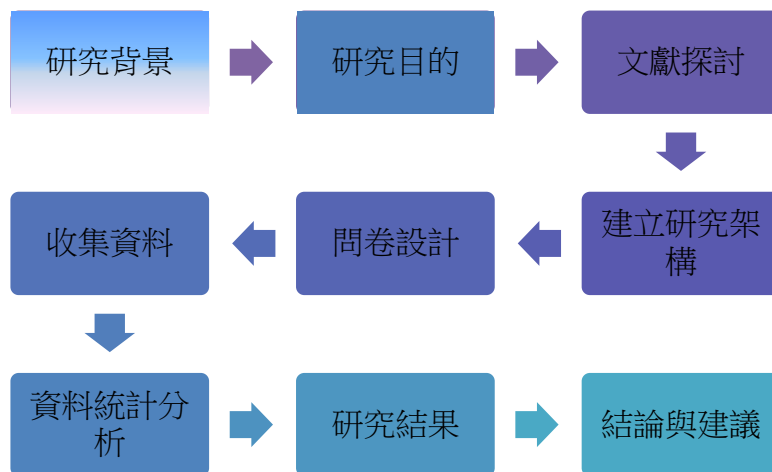 研究背景
研究目的
文獻探討
建立研究架
構
問卷設計
收集資料
資料統計分
析
研究結果
結論與建議